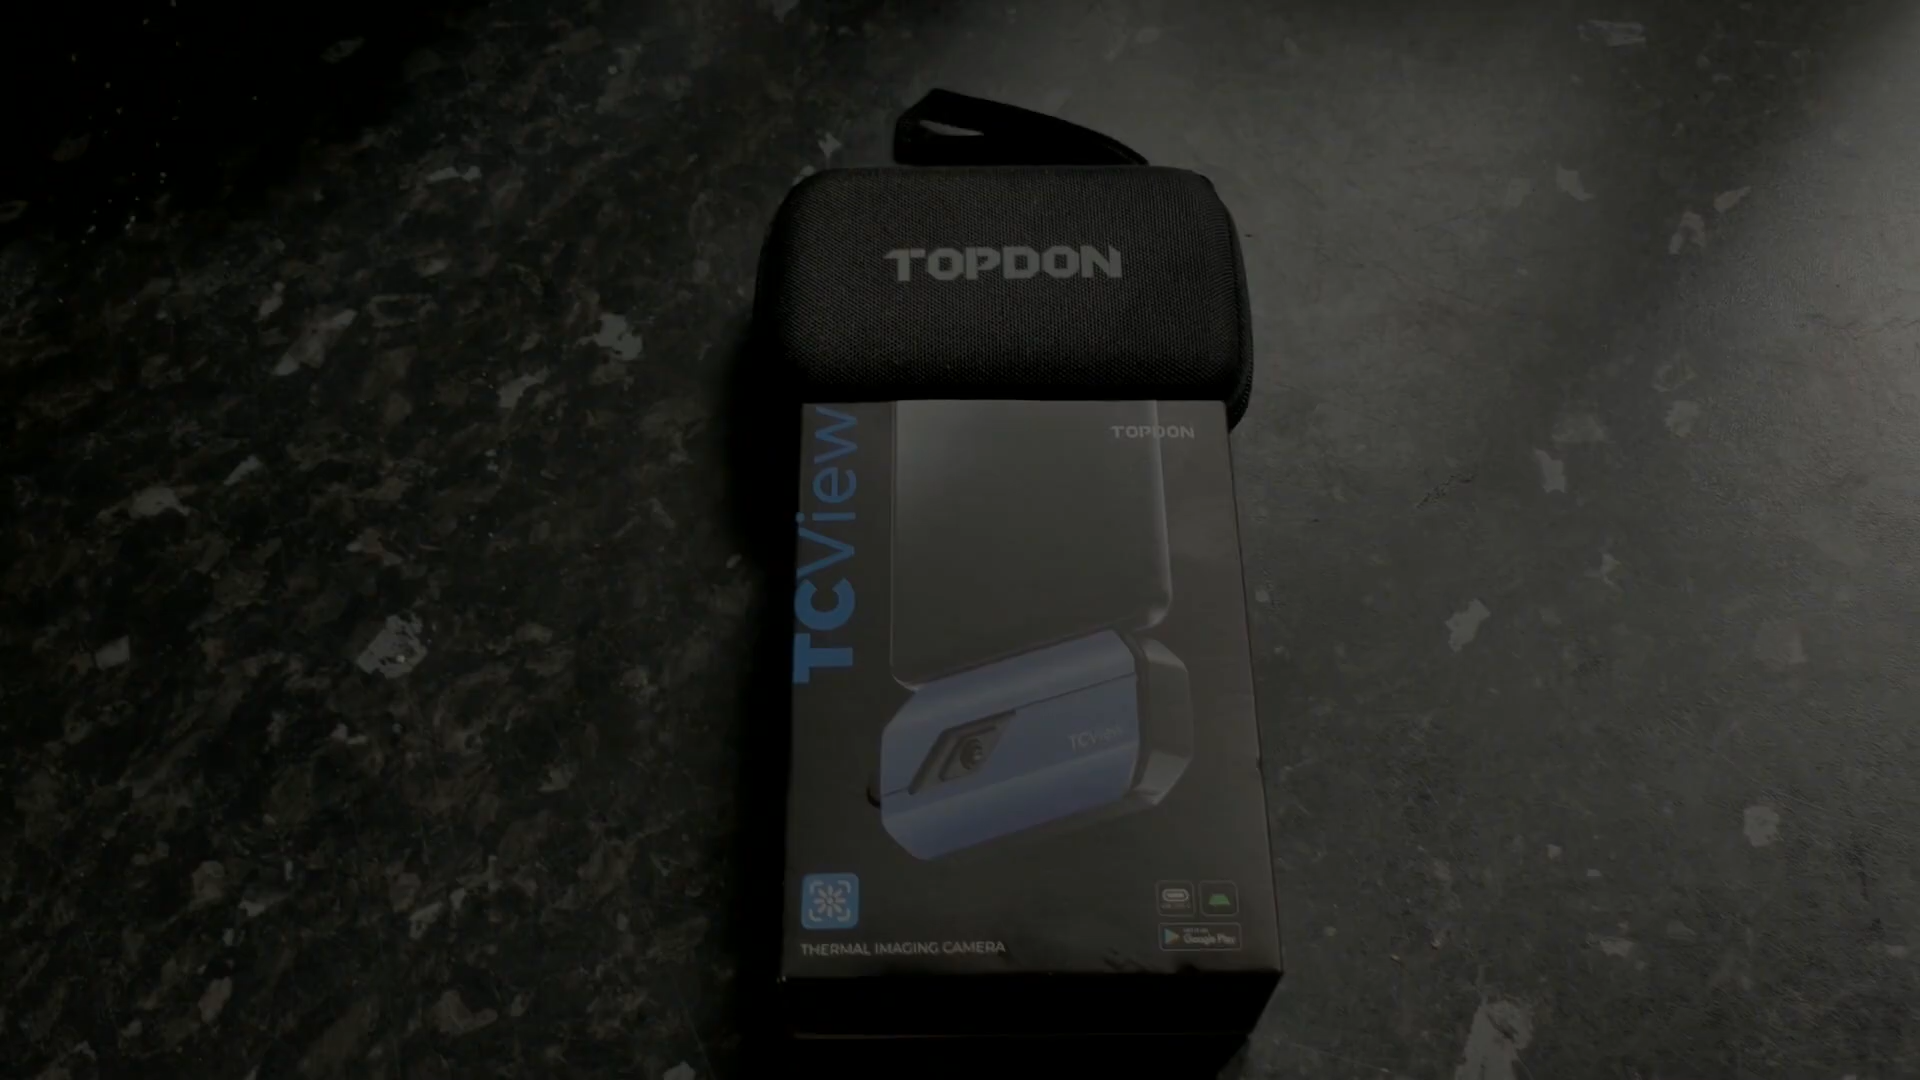 TOPDON
TOPDON
TCView
TCView
THERMAL IMAGING CAMERA
Google Play